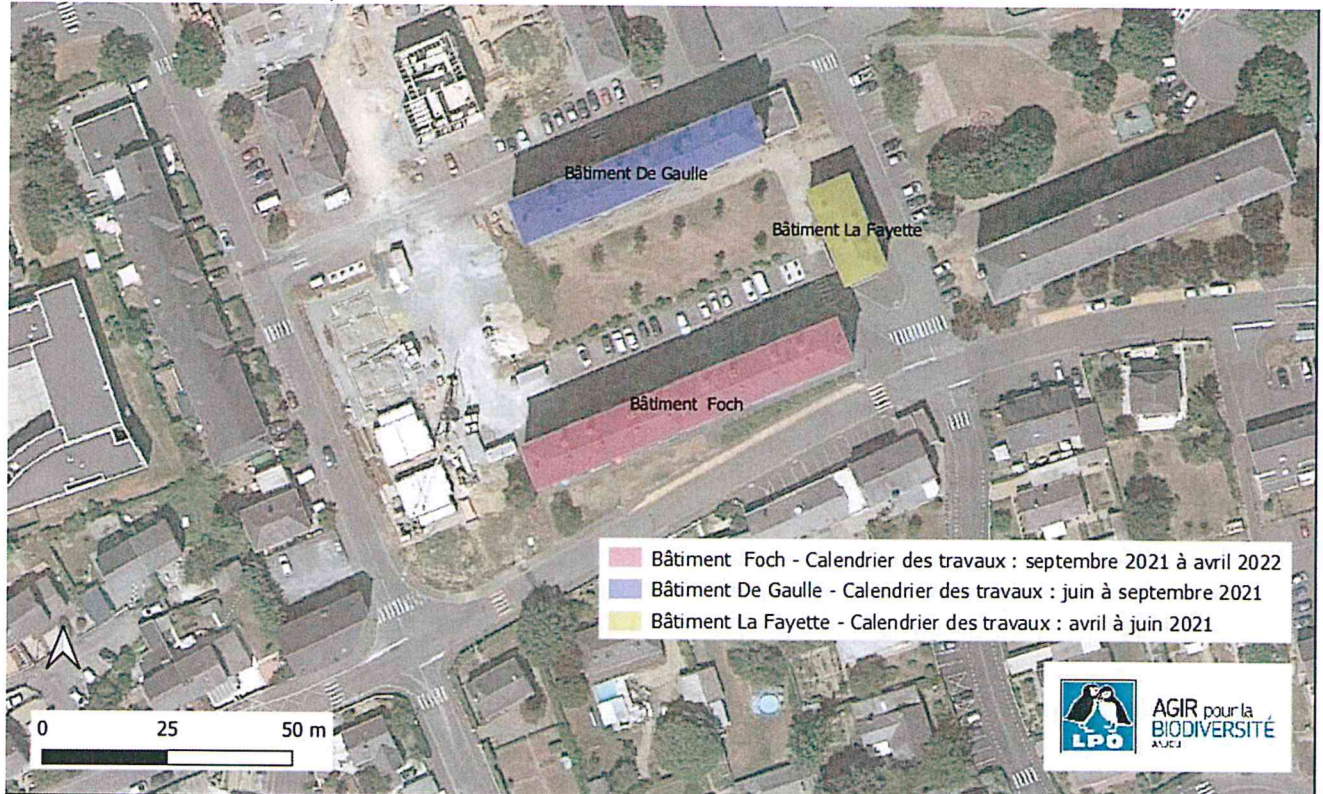 Bâtiment De Gaulle
Bâtiment La Fayette
Bâtiment Foch
Bâtiment Foch - Calendrier des travaux : septembre 2021 à avril 2022
Bâtiment De Gaulle - Calendrier des travaux : juin à septembre 2021
Bâtiment La Fayette - Calendrier des travaux : avril à juin 2021
0 25 50 m
LPO
AGIR pour la
BIODIVERSITÉ
ANJOU